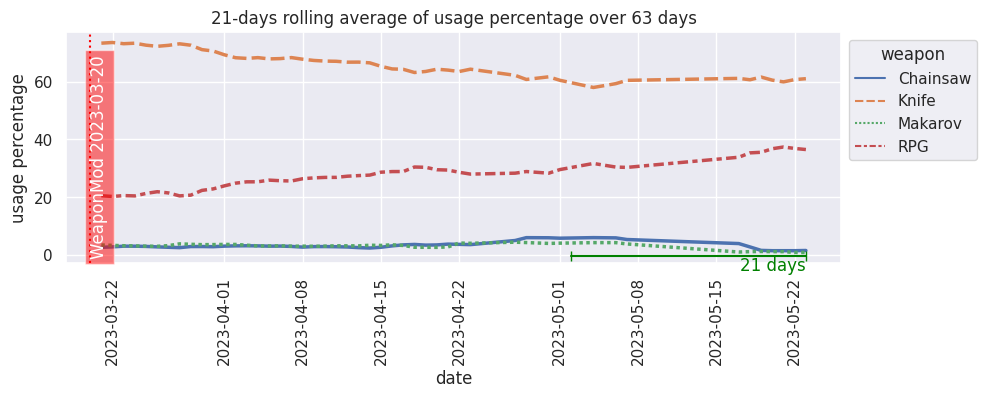 21-days rolling average of usage percentage over 63 days
usage percentage
60
40
20
0
WeaponMod 2023-03-20
21 days
2023-03-22
2023-04-01
2023-04-08
2023-04-15
2023-04-22
2023-05-01
2023-05-08
2023-05-15
2023-05-22
date
weapon
Chainsaw
Knife
Makarov
RPG